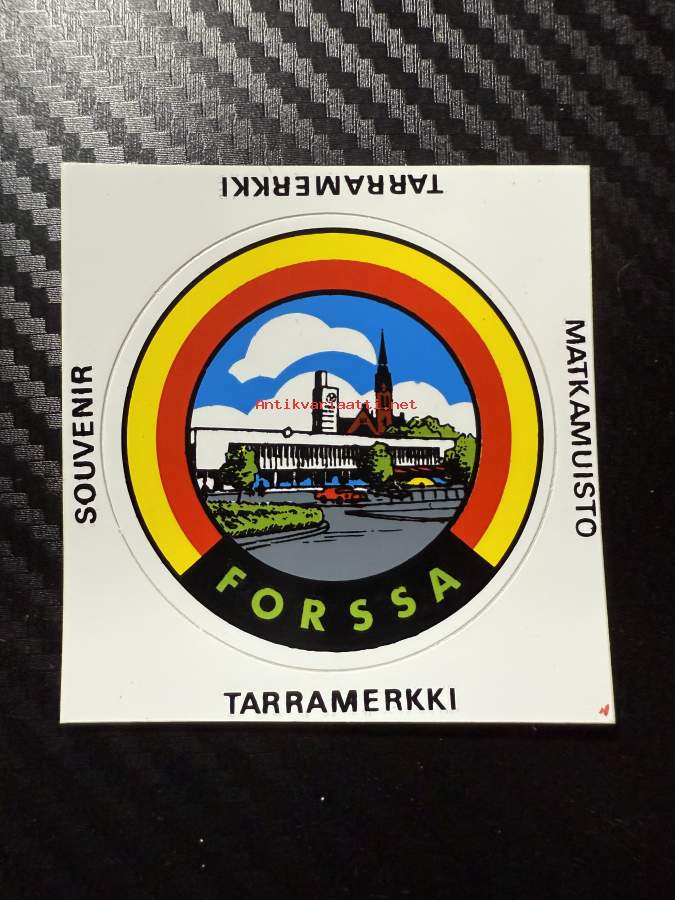 TARRAMERKKI
SOUVENIR
MATKAMUISTO
Antikvariaatti.net
FORSSA
TARRAMERKKI